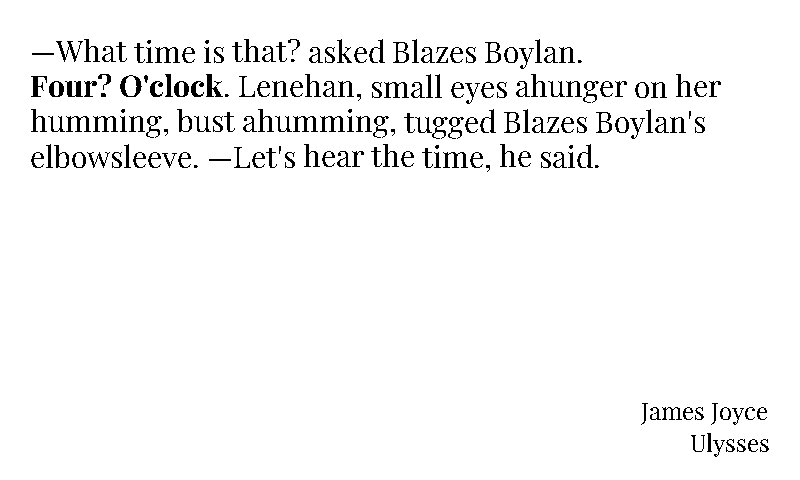 —What time is that? asked Blazes Boylan.
Four? O'clock. Lenehan, small eyes ahunger on her
humming, bust ahumming, tugged Blazes Boylan's
elbowsleeve. —Let's hear the time, he said.
James Joyce
Ulysses